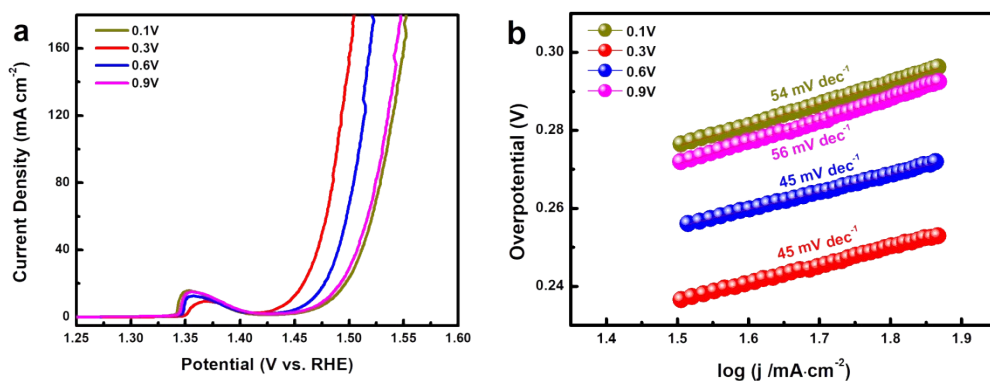 a
0.1V
0.3V
0.6V
0.9V
160
120
80
40
0
1.25 1.30 1.35 1.40 1.45 1.50 1.55 1.60
Current Density (mA cm⁻²)
Potential (V vs. RHE)
b
0.1V
0.3V
0.6V
0.9V
54 mV dec⁻¹
56 mV dec⁻¹
45 mV dec⁻¹
45 mV dec⁻¹
0.30
0.28
0.26
0.24
1.4 1.5 1.6 1.7 1.8 1.9
Overpotential (V)
log (j /mA·cm⁻²)